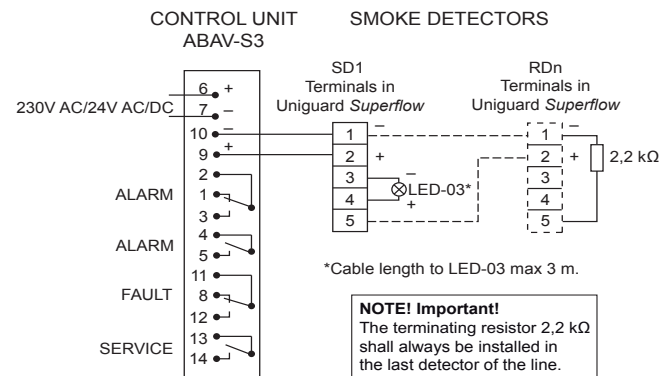 CONTROL UNIT
ABAV-S3
SMOKE DETECTORS
SD1
Terminals in
Uniguard Superflow
RDn
Terminals in
Uniguard Superflow
230V AC/24V AC/DC
6 +
7 –
10 –
9 +
2
ALARM
1
3
4
ALARM
5
11
FAULT
8
12
13
SERVICE
14
1 –
2 +
3
4
5
–
LED-03*
+
1 –
2 +
3
4
5
2,2 kΩ
*Cable length to LED-03 max 3 m.
NOTE! Important!
The terminating resistor 2,2 kΩ
shall always be installed in
the last detector of the line.